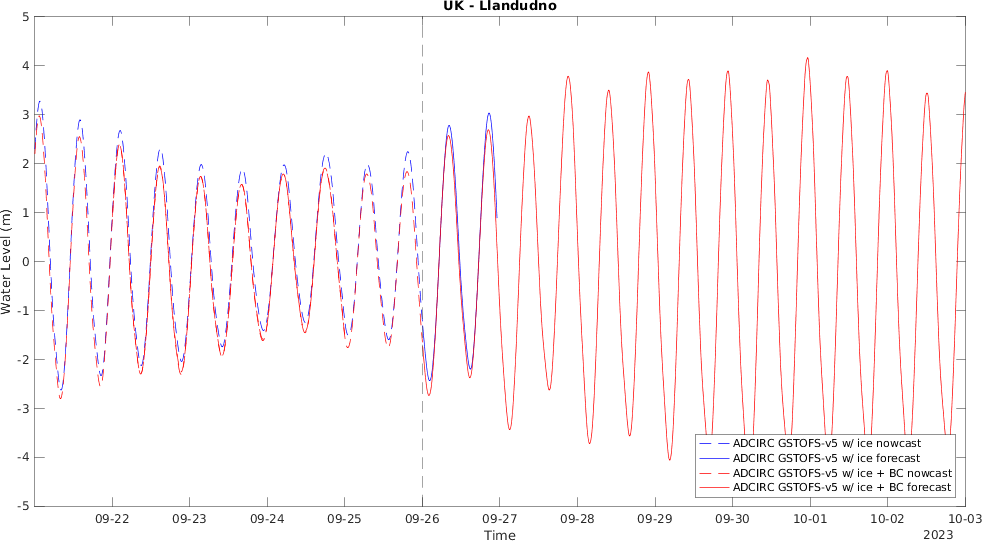 UK - Llandudno
5
4
3
2
1
0
-1
-2
-3
-4
-5
Water Level (m)
ADCIRC GSTOFS-v5 w/ ice nowcast
ADCIRC GSTOFS-v5 w/ ice forecast
ADCIRC GSTOFS-v5 w/ ice + BC nowcast
ADCIRC GSTOFS-v5 w/ ice + BC forecast
09-22 09-23 09-24 09-25 09-26 09-27 09-28 09-29 09-30 10-01 10-02 10-03
Time 2023